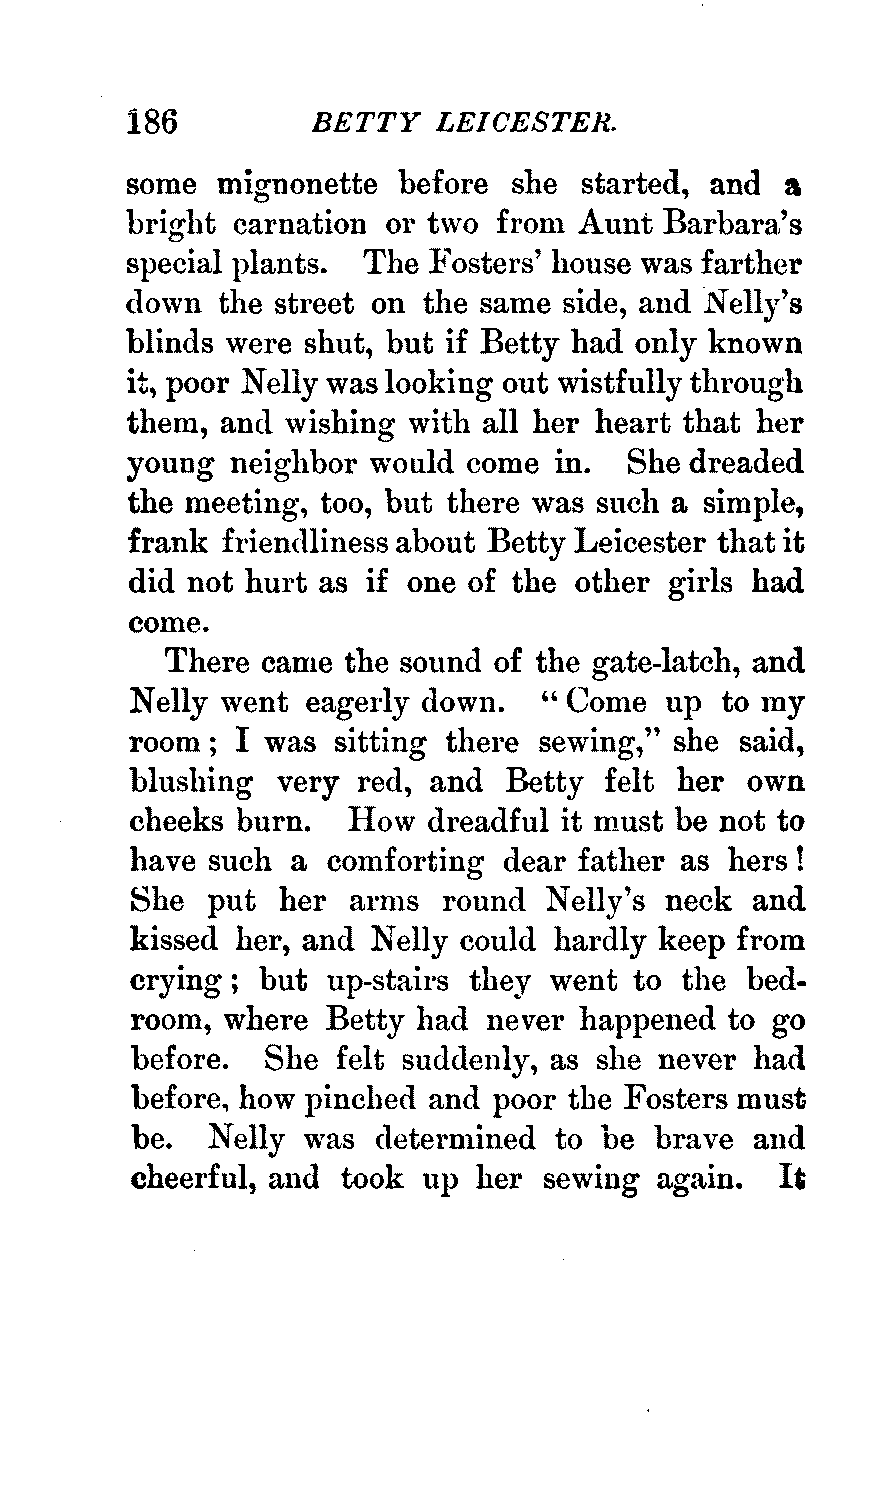 186 BETTY LEICESTER.
some mignonette before she started, and a
bright carnation or two from Aunt Barbara's
special plants. The Fosters' house was farther
down the street on the same side, and Nelly's
blinds were shut, but if Betty had only known
it, poor Nelly was looking out wistfully through
them, and wishing with all her heart that her
young neighbor would come in. She dreaded
the meeting, too, but there was such a simple,
frank friendliness about Betty Leicester that it
did not hurt as if one of the other girls had
come.
There came the sound of the gate-latch, and
Nelly went eagerly down. “ Come up to my
room ; I was sitting there sewing,” she said,
blushing very red, and Betty felt her own
cheeks burn. How dreadful it must be not to
have such a comforting dear father as hers !
She put her arms round Nelly's neck and
kissed her, and Nelly could hardly keep from
crying ; but up-stairs they went to the bed-
room, where Betty had never happened to go
before. She felt suddenly, as she never had
before, how pinched and poor the Fosters must
be. Nelly was determined to be brave and
cheerful, and took up her sewing again. It